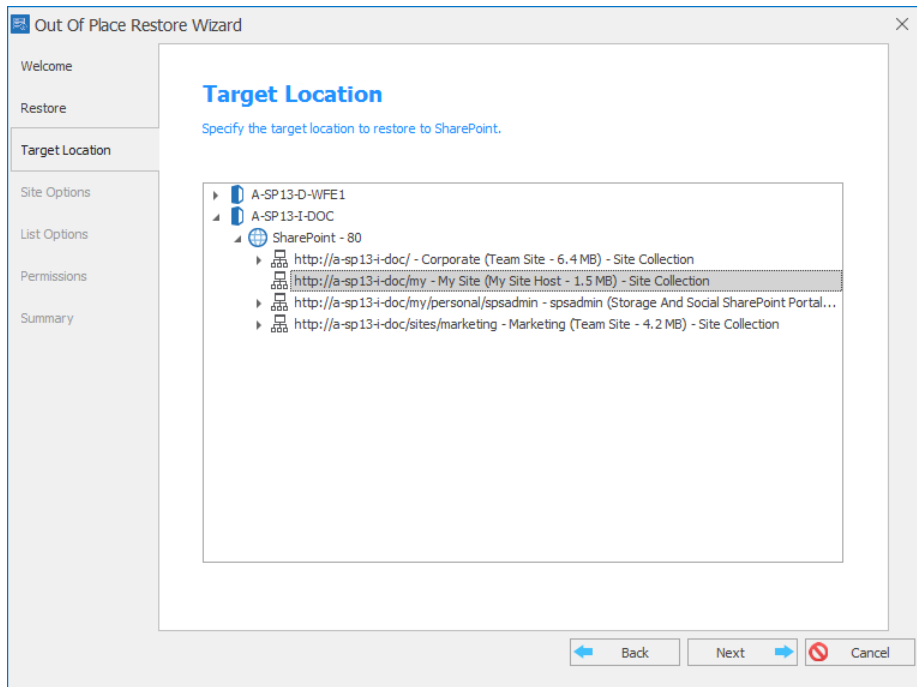 Out Of Place Restore Wizard
Welcome
Restore
Target Location
Site Options
List Options
Permissions
Summary
Target Location
Specify the target location to restore to SharePoint.
A-SP13-D-WFE1
A-SP13-I-DOC
SharePoint - 80
http://a-sp13-i-doc/ - Corporate (Team Site - 6.4 MB) - Site Collection
http://a-sp13-i-doc/my - My Site (My Site Host - 1.5 MB) - Site Collection
http://a-sp13-i-doc/my/personal/spsadmin - spsadmin (Storage And Social SharePoint Portal...
http://a-sp13-i-doc/sites/marketing - Marketing (Team Site - 4.2 MB) - Site Collection
Back Next Cancel